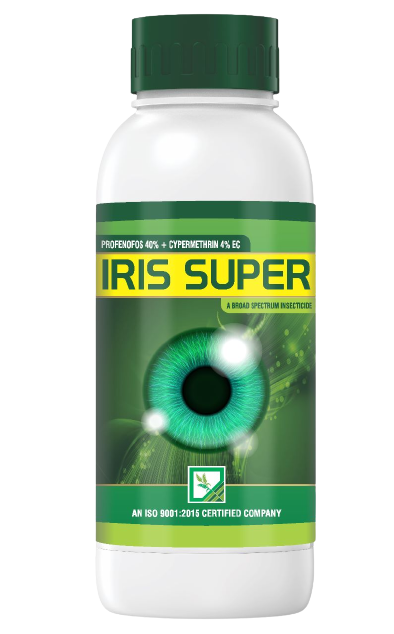 PROFENOFOS 40% + CYPERMETHRIN 4% EC
IRIS SUPER
A BROAD SPECTRUM INSECTICIDE
AN ISO 9001:2015 CERTIFIED COMPANY